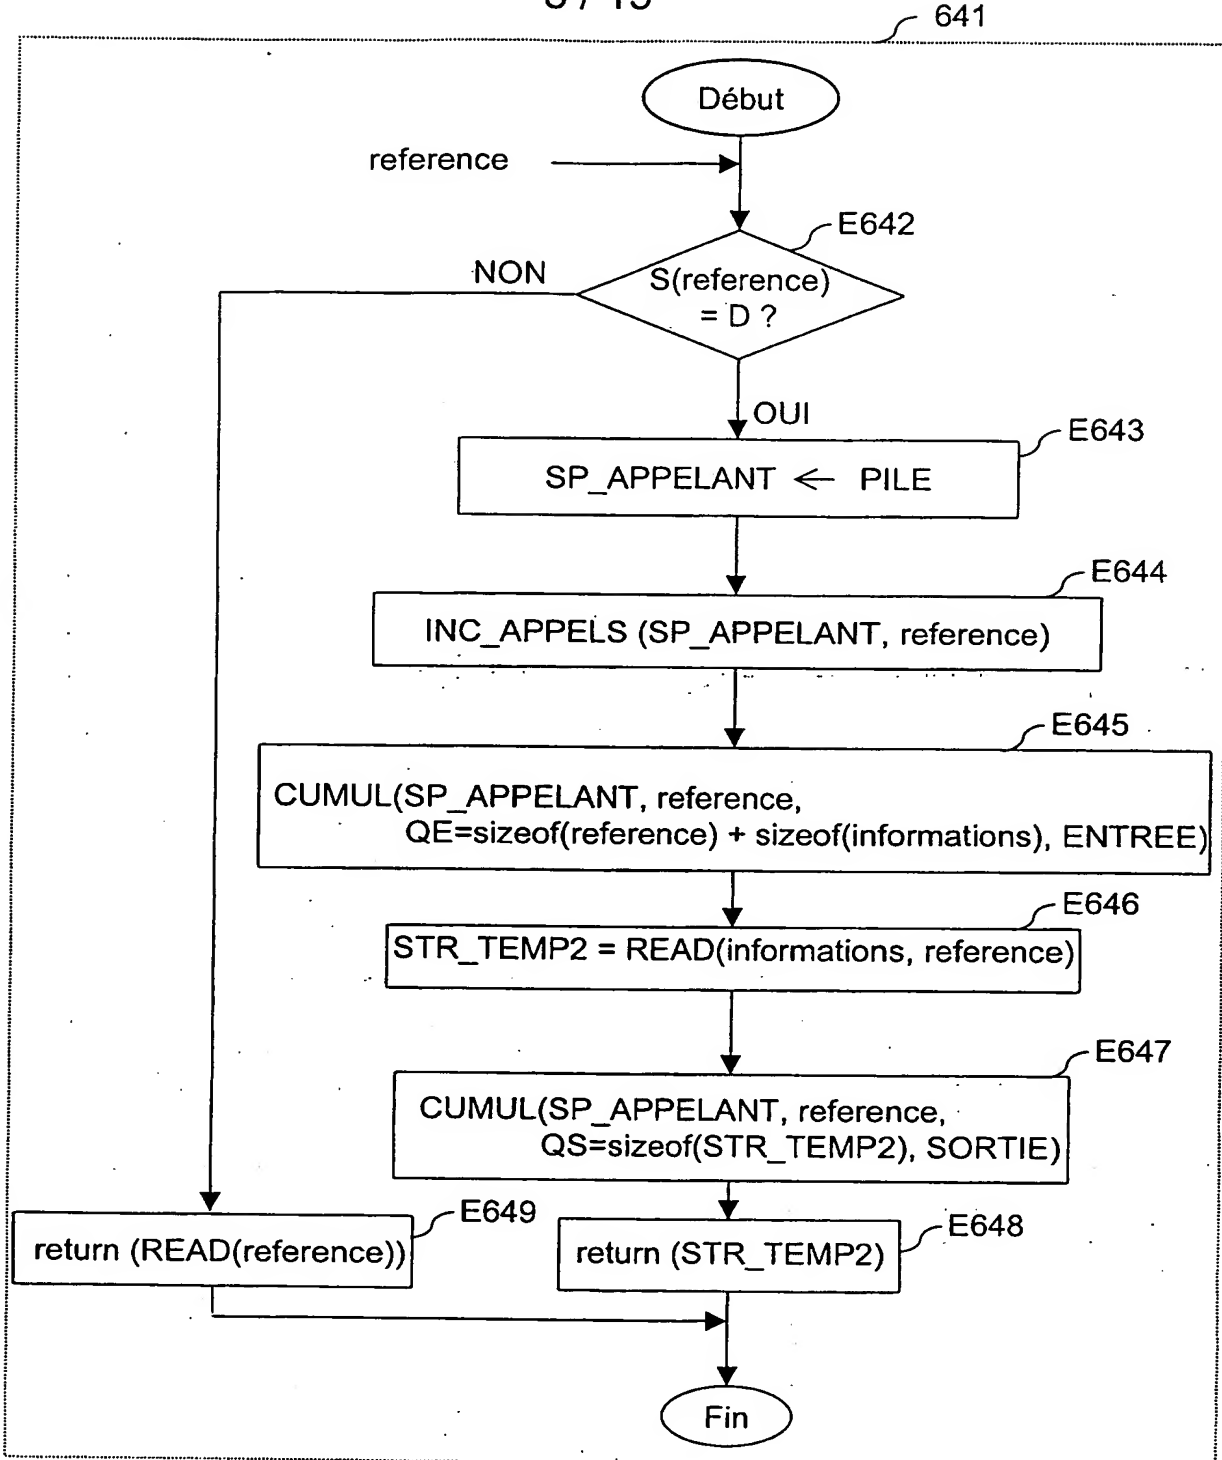 641
Début
reference
E642
NON
S(reference)
= D ?
OUI
E643
SP_APPELANT ← PILE
E644
INC_APPELS (SP_APPELANT, reference)
E645
CUMUL(SP_APPELANT, reference,
QE=sizeof(reference) + sizeof(informations), ENTREE)
E646
STR_TEMP2 = READ(informations, reference)
E647
CUMUL(SP_APPELANT, reference,
QS=sizeof(STR_TEMP2), SORTIE)
E649
return (READ(reference))
E648
return (STR_TEMP2)
Fin